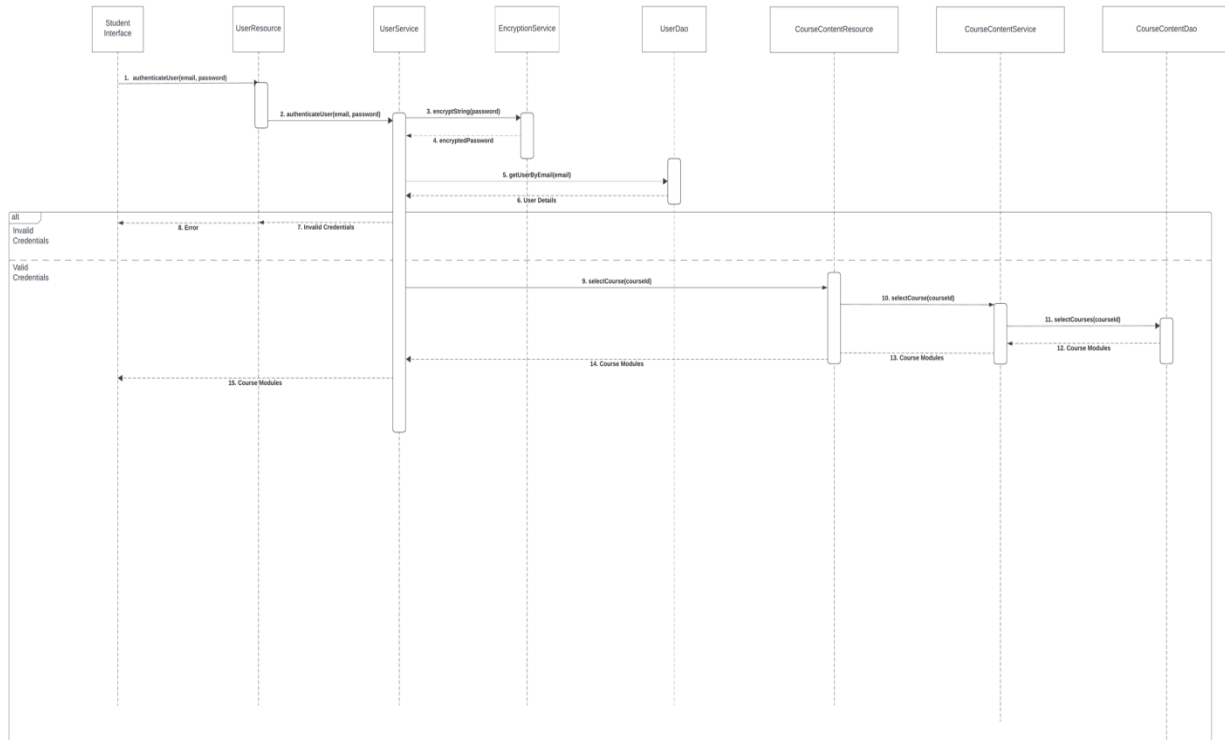 Student
Interface
UserResource
UserService
EncryptionService
UserDao
CourseContentResource
CourseContentService
CourseContentDao
1. authenticateUser(email, password)
2. authenticateUser(email, password)
3. encryptString(password)
4. encryptedPassword
5. getUserByEmail(email)
6. User Details
alt
Invalid
Credentials
8. Error
7. Invalid Credentials
Valid
Credentials
9. selectCourse(courseId)
10. selectCourse(courseId)
11. selectCourses(courseId)
12. Course Modules
13. Course Modules
14. Course Modules
15. Course Modules